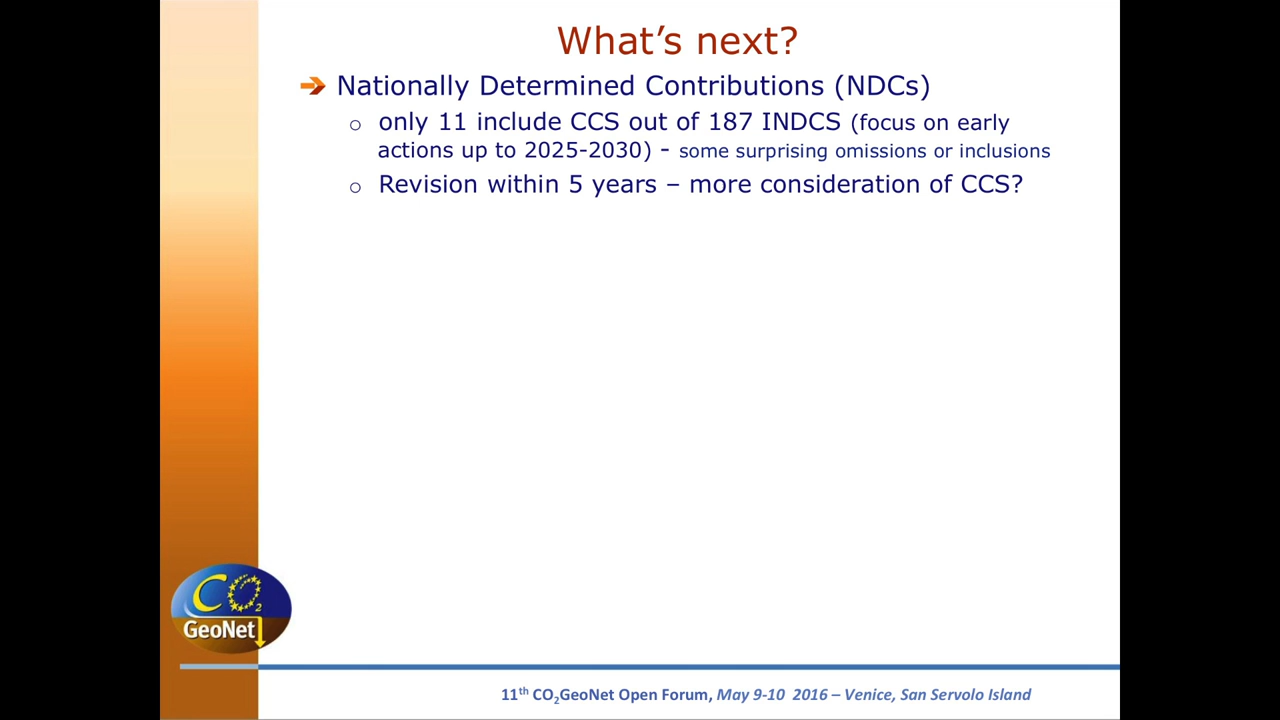 What’s next?
Nationally Determined Contributions (NDCs)
o only 11 include CCS out of 187 INDCS (focus on early
actions up to 2025-2030) - some surprising omissions or inclusions
o Revision within 5 years – more consideration of CCS?
CO2
GeoNet
11th CO2GeoNet Open Forum, May 9-10 2016 – Venice, San Servolo Island